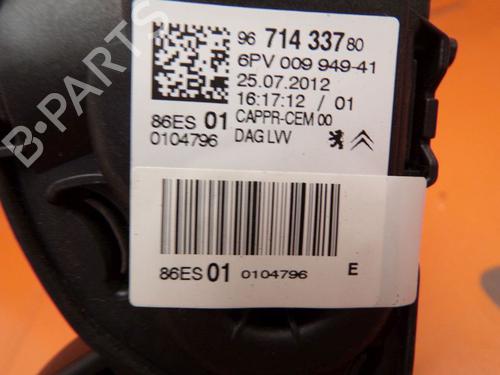 96 714 337 80
6PV 009 949-41
25.07.2012
16:17:12 / 01
86ES 01 CAPPR-CEM 00
0104796 DAG LVV
86ES 01 0104796 E
B-PARTS